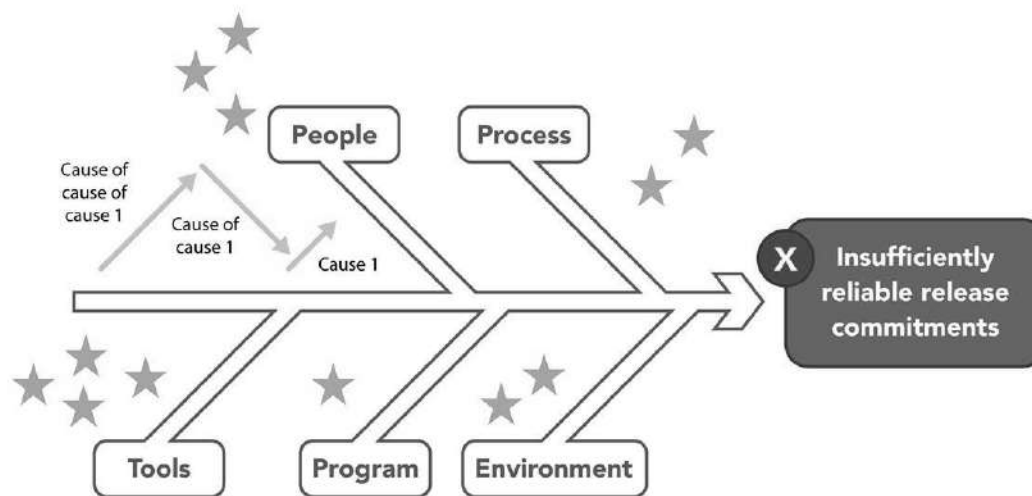 People
Process
Cause of
cause of
cause 1
Cause of
cause 1
Cause 1
X
Insufficiently
reliable release
commitments
Tools
Program
Environment